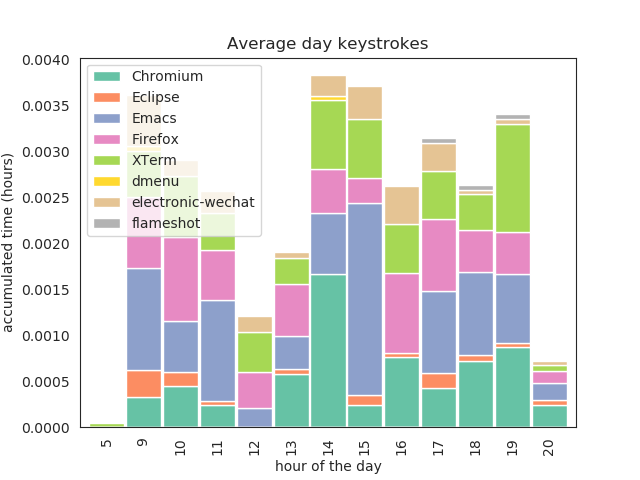 Average day keystrokes
accumulated time (hours)
0.0040
0.0035
0.0030
0.0025
0.0020
0.0015
0.0010
0.0005
0.0000
Chromium
Eclipse
Emacs
Firefox
XTerm
dmenu
electronic-wechat
flameshot
5 9 10 11 12 13 14 15 16 17 18 19 20
hour of the day